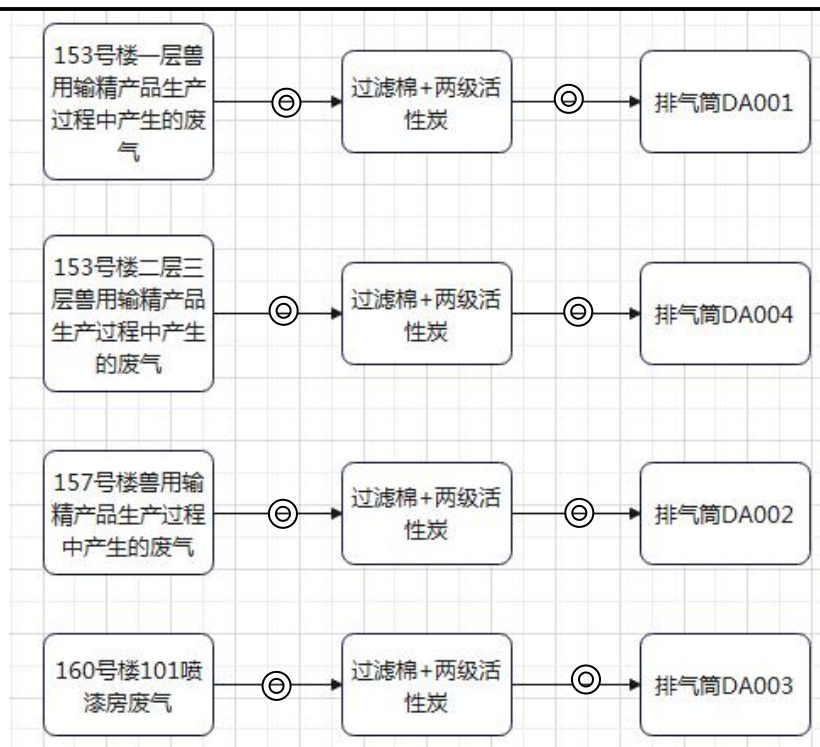 153号楼一层兽
用输精产品生产
过程中产生的废
气
过滤棉+两级活
性炭
排气筒DA001
153号楼二层三
层兽用输精产品
生产过程中产生
的废气
过滤棉+两级活
性炭
排气筒DA004
157号楼兽用输
精产品生产过程
中产生的废气
过滤棉+两级活
性炭
排气筒DA002
160号楼101喷
漆房废气
过滤棉+两级活
性炭
排气筒DA003